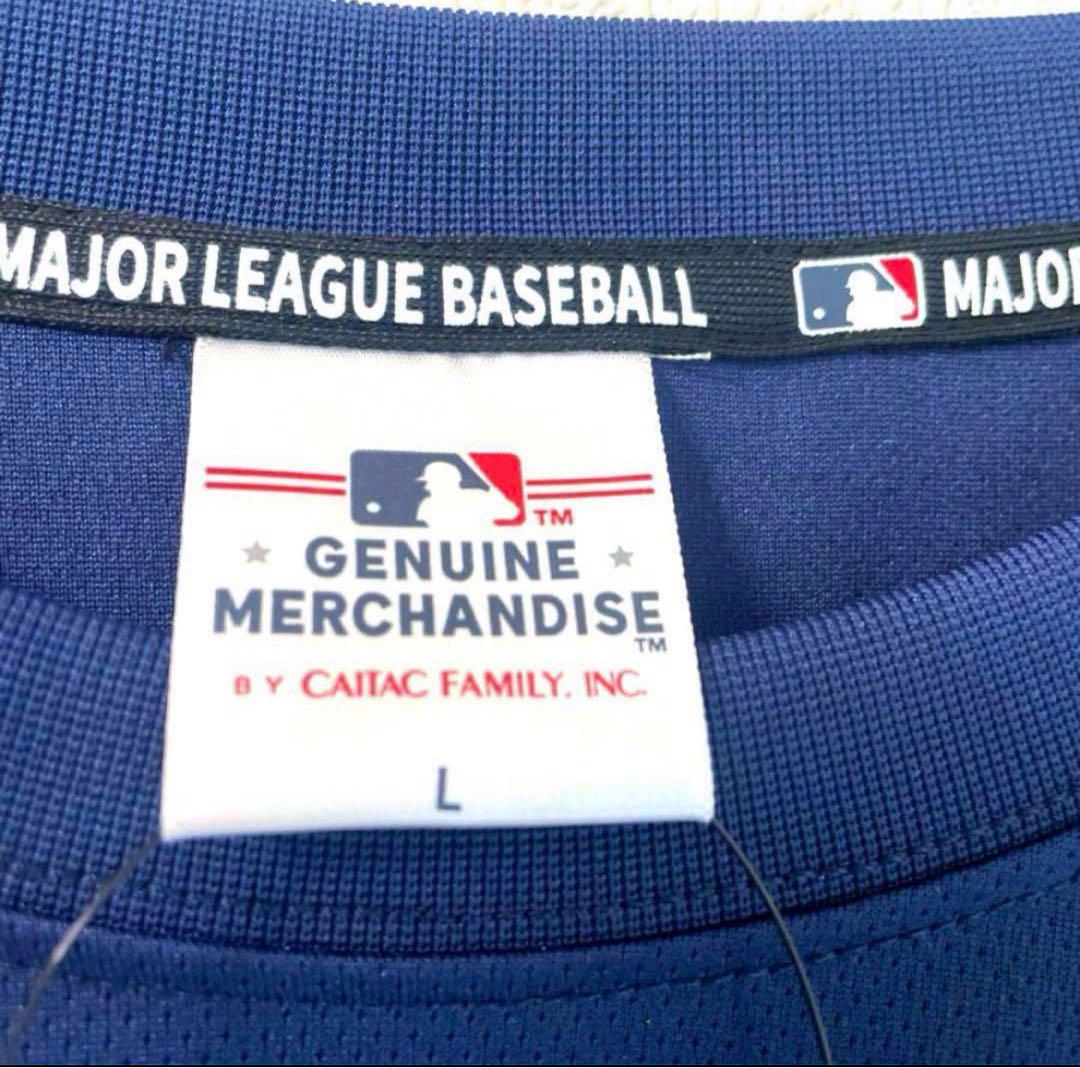 MAJOR LEAGUE BASEBALL MAJOR
TM
GENUINE
MERCHANDISE
TM
BY CAITAC FAMILY, INC.
L